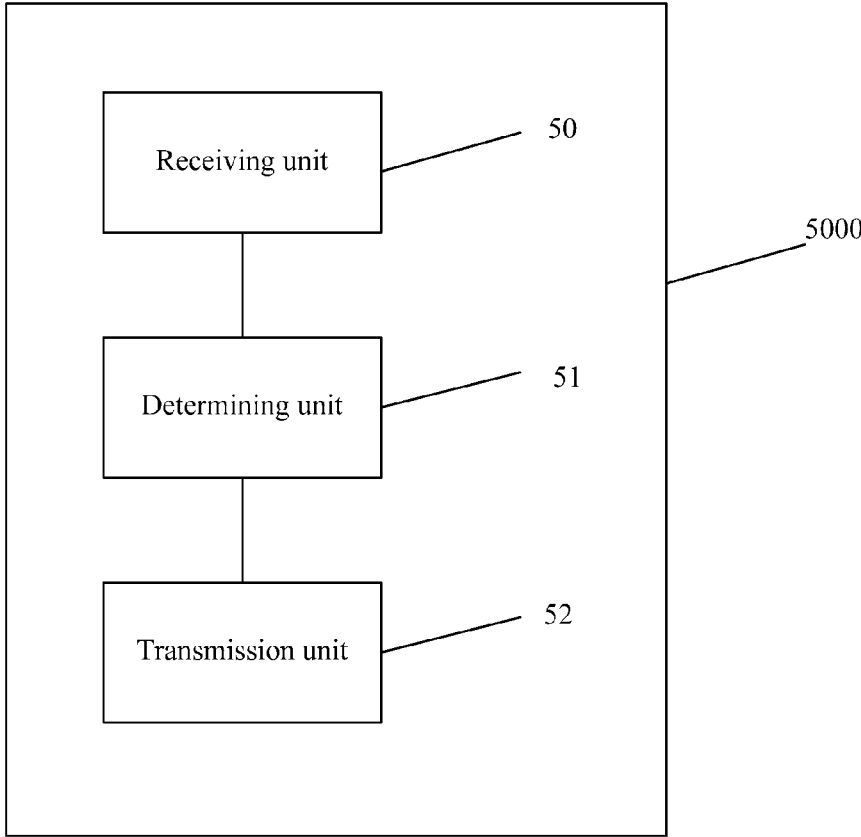 Receiving unit
50
5000
Determining unit
51
Transmission unit
52